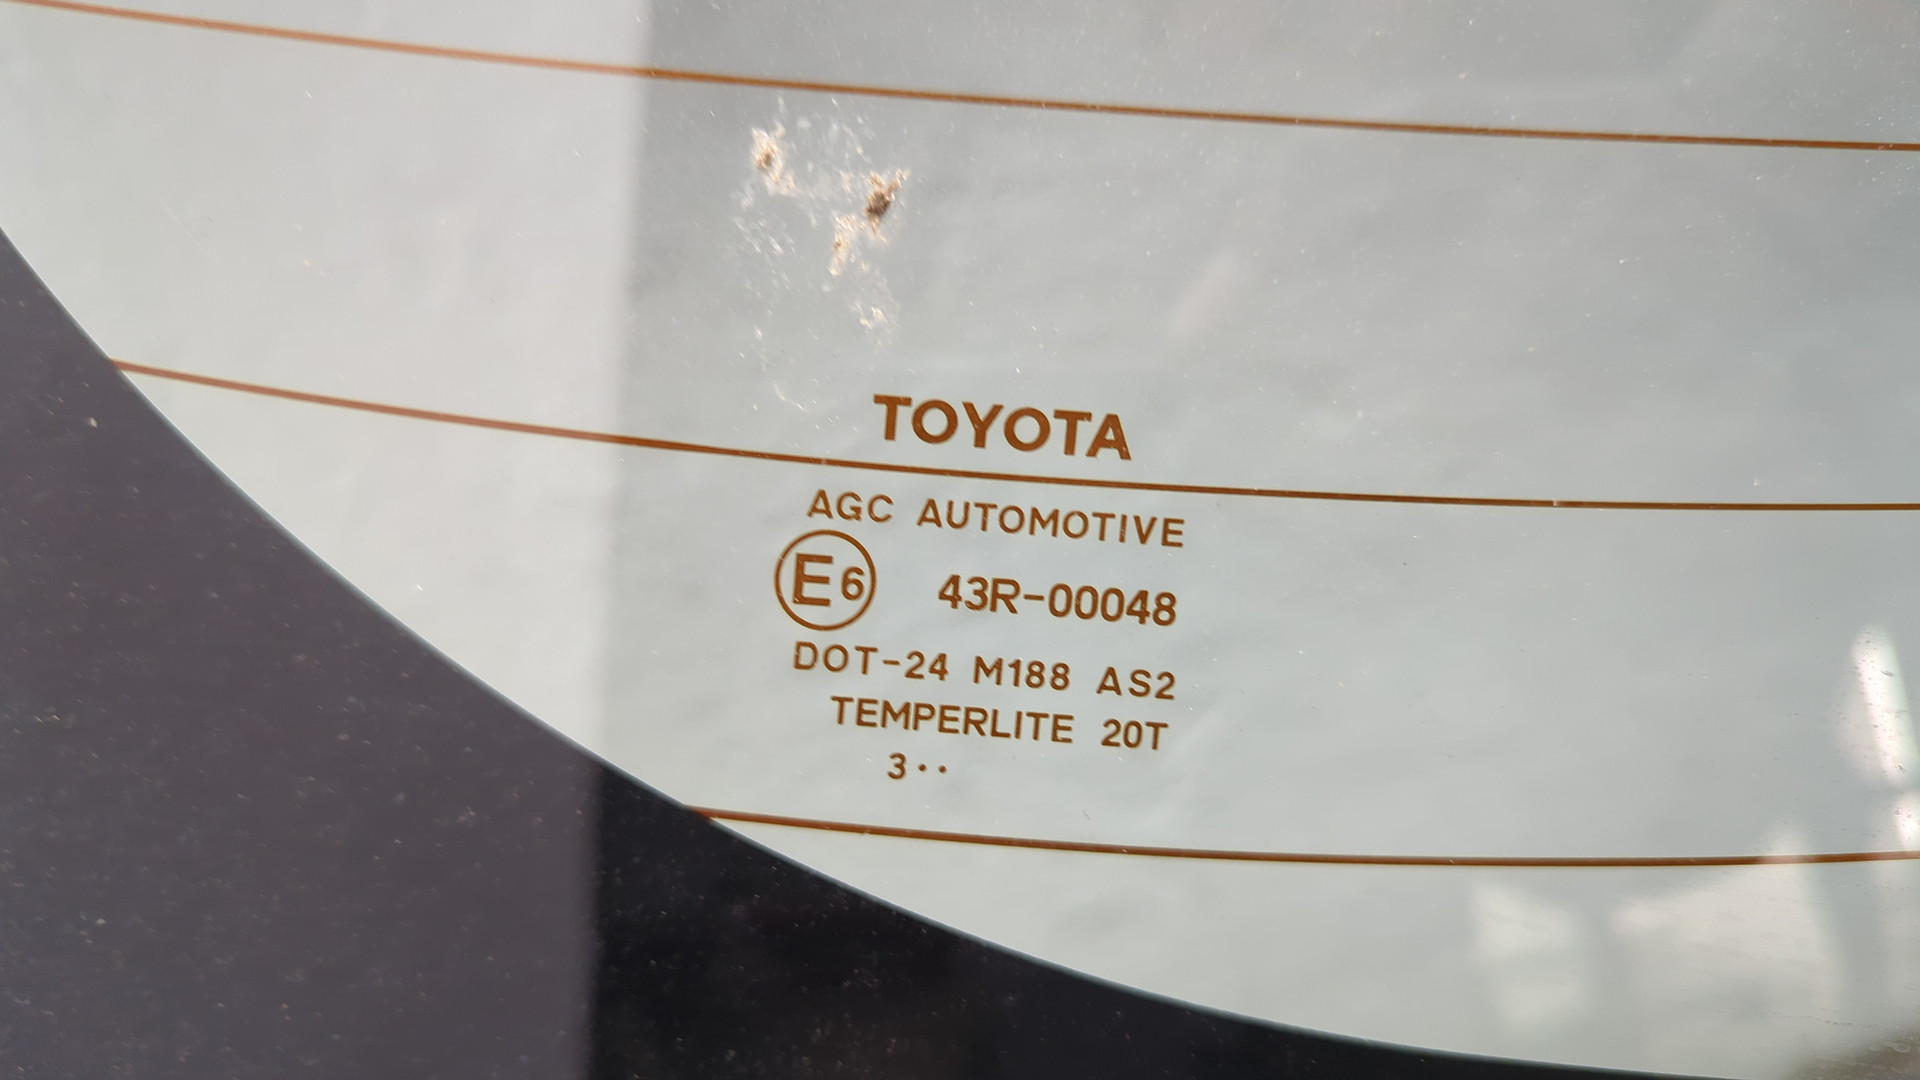 TOYOTA
AGC AUTOMOTIVE
E6 43R-00048
DOT-24 M188 AS2
TEMPERLITE 20T
3··